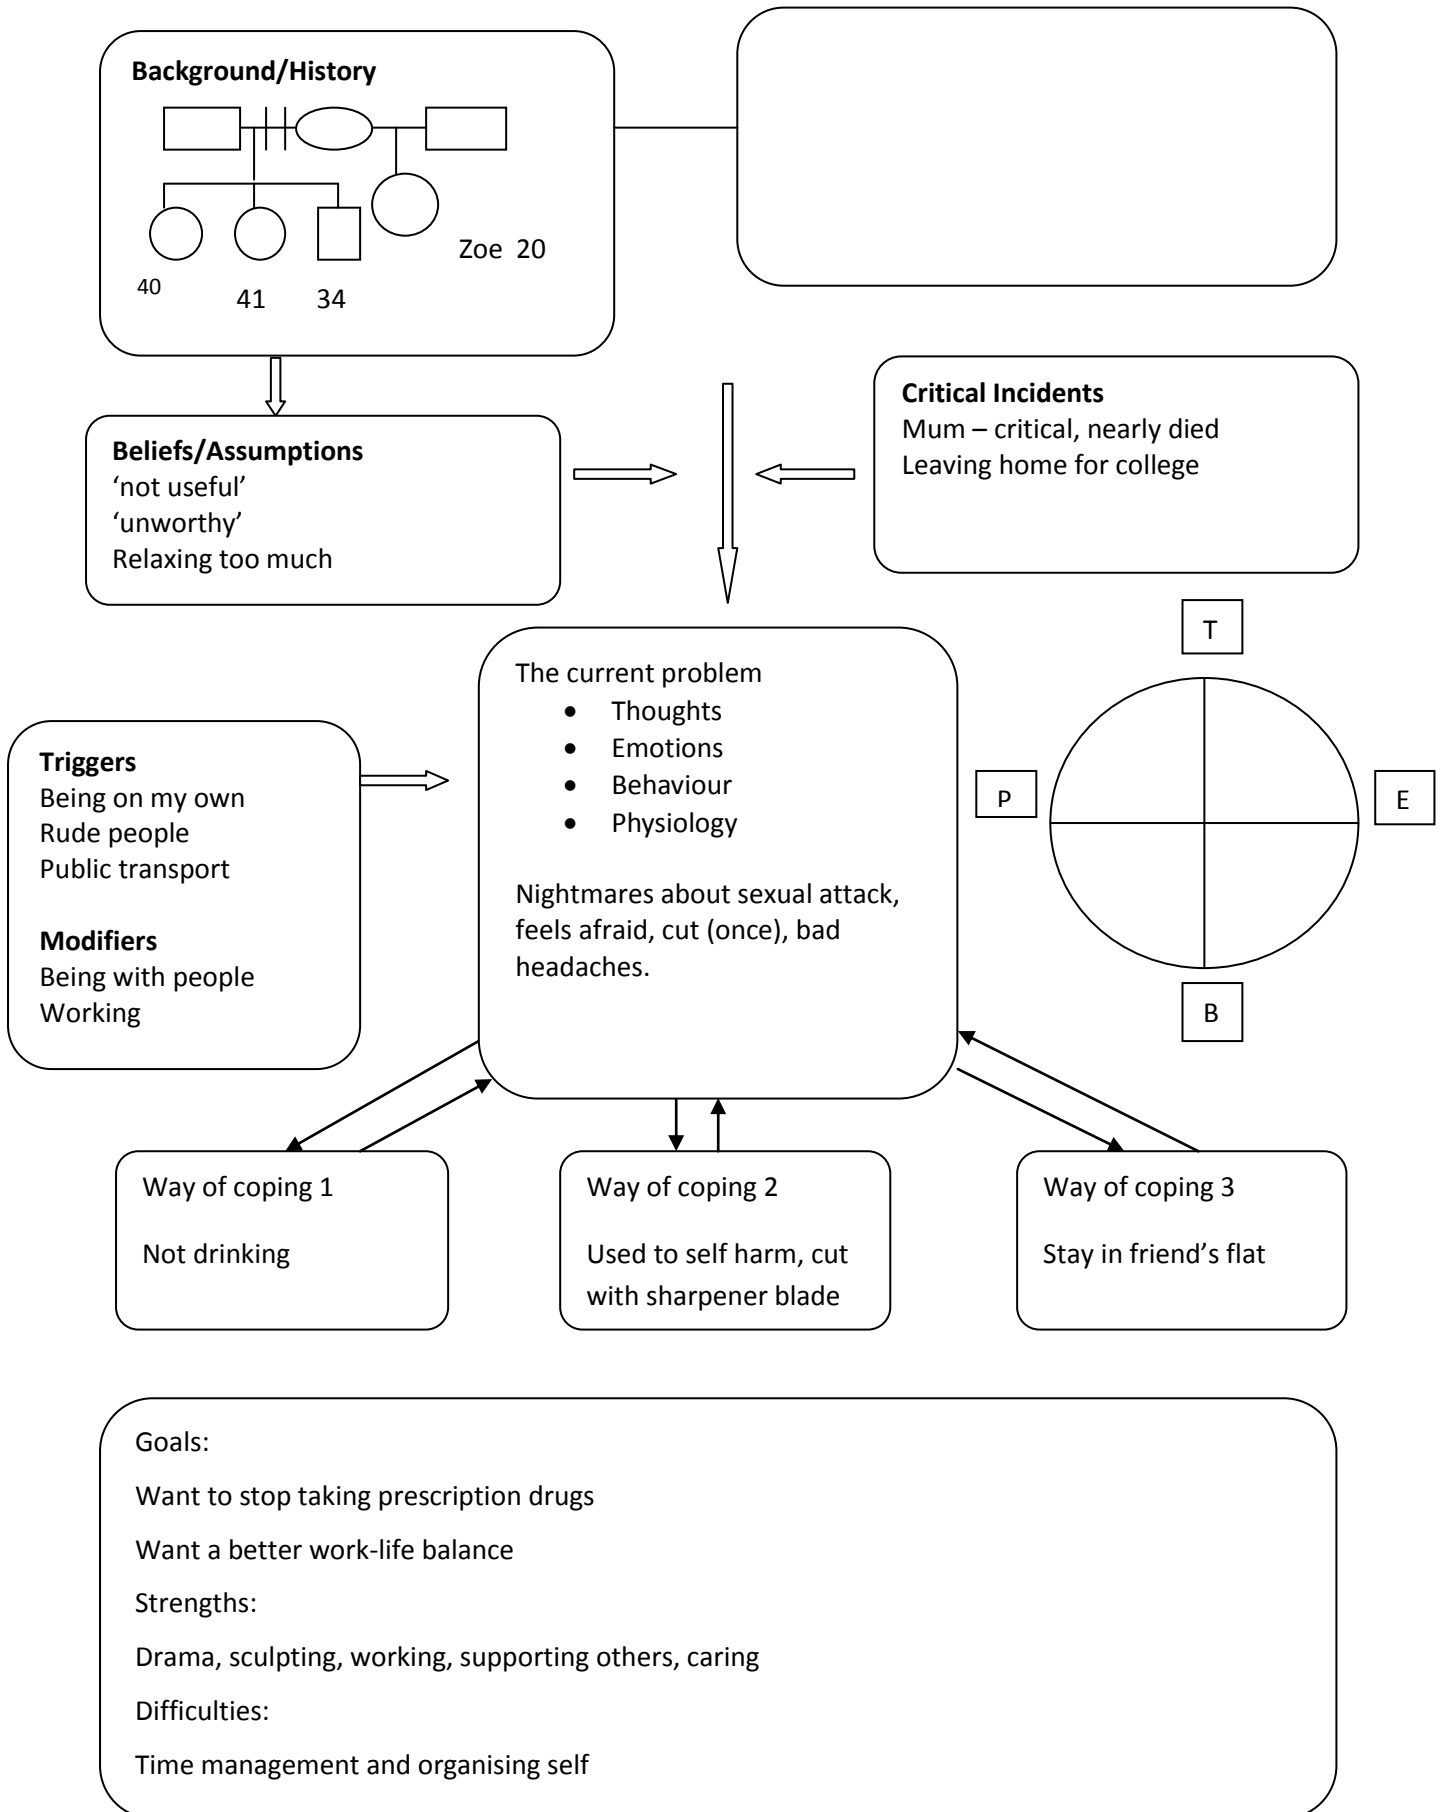 Background/History
Zoe 20
40
41
34
Critical Incidents
Mum – critical, nearly died
Leaving home for college
Beliefs/Assumptions
‘not useful’
‘unworthy’
Relaxing too much
T
The current problem
• Thoughts
• Emotions
• Behaviour
• Physiology
Nightmares about sexual attack,
feels afraid, cut (once), bad
headaches.
Triggers
Being on my own
Rude people
Public transport
Modifiers
Being with people
Working
P
E
B
Way of coping 1
Not drinking
Way of coping 2
Used to self harm, cut
with sharpener blade
Way of coping 3
Stay in friend’s flat
Goals:
Want to stop taking prescription drugs
Want a better work-life balance
Strengths:
Drama, sculpting, working, supporting others, caring
Difficulties:
Time management and organising self